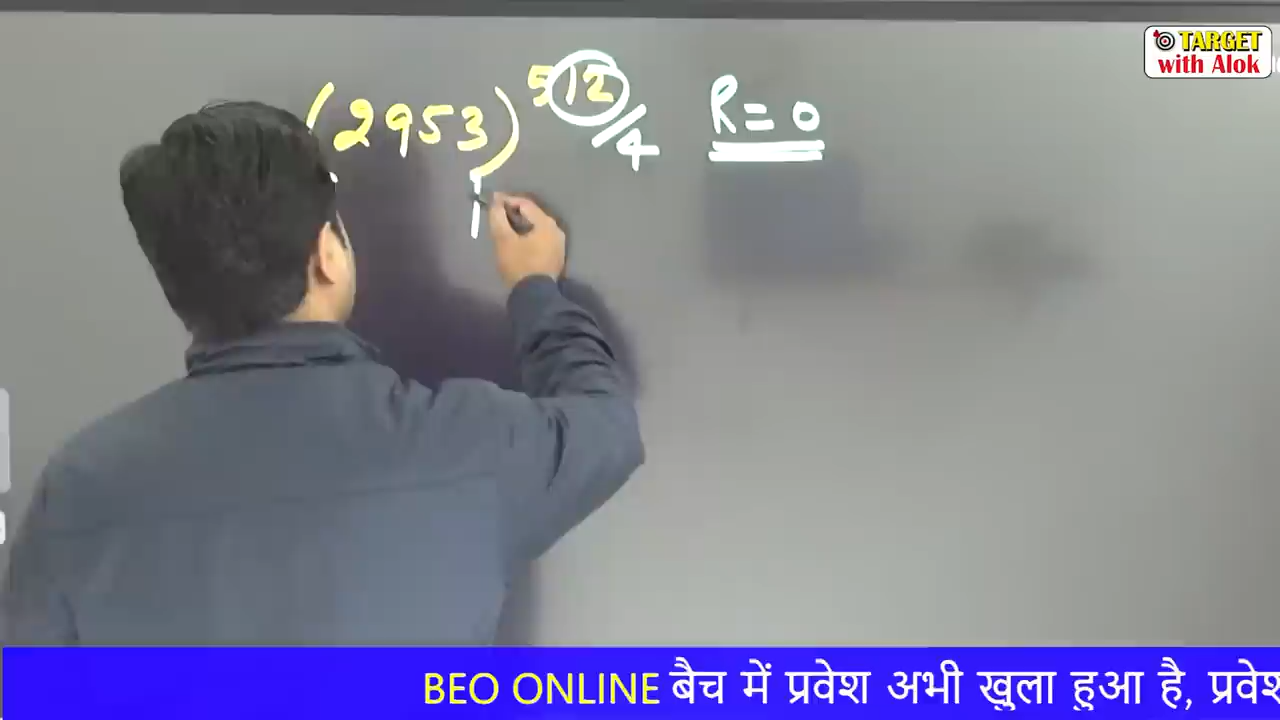 TARGET
with Alok
(2953)^512/4 R=0
BEO ONLINE बैच में प्रवेश अभी खुला हुआ है, प्रवेश